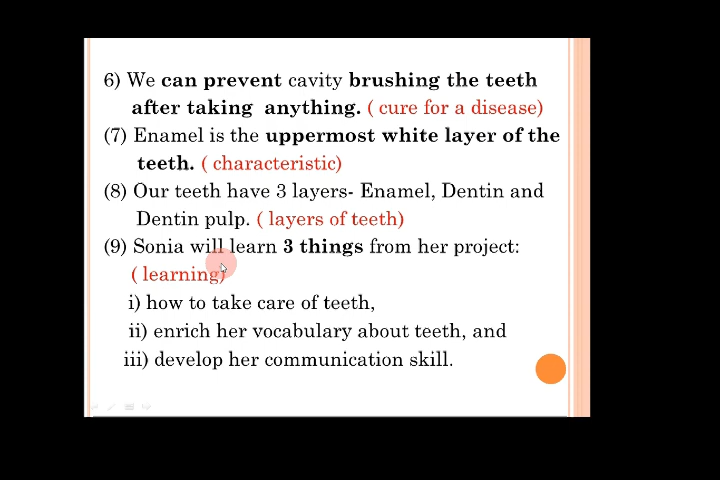 6) We can prevent cavity brushing the teeth
after taking anything. ( cure for a disease)
(7) Enamel is the uppermost white layer of the
teeth. ( characteristic)
(8) Our teeth have 3 layers- Enamel, Dentin and
Dentin pulp. ( layers of teeth)
(9) Sonia will learn 3 things from her project:
( learning)
i) how to take care of teeth,
ii) enrich her vocabulary about teeth, and
iii) develop her communication skill.